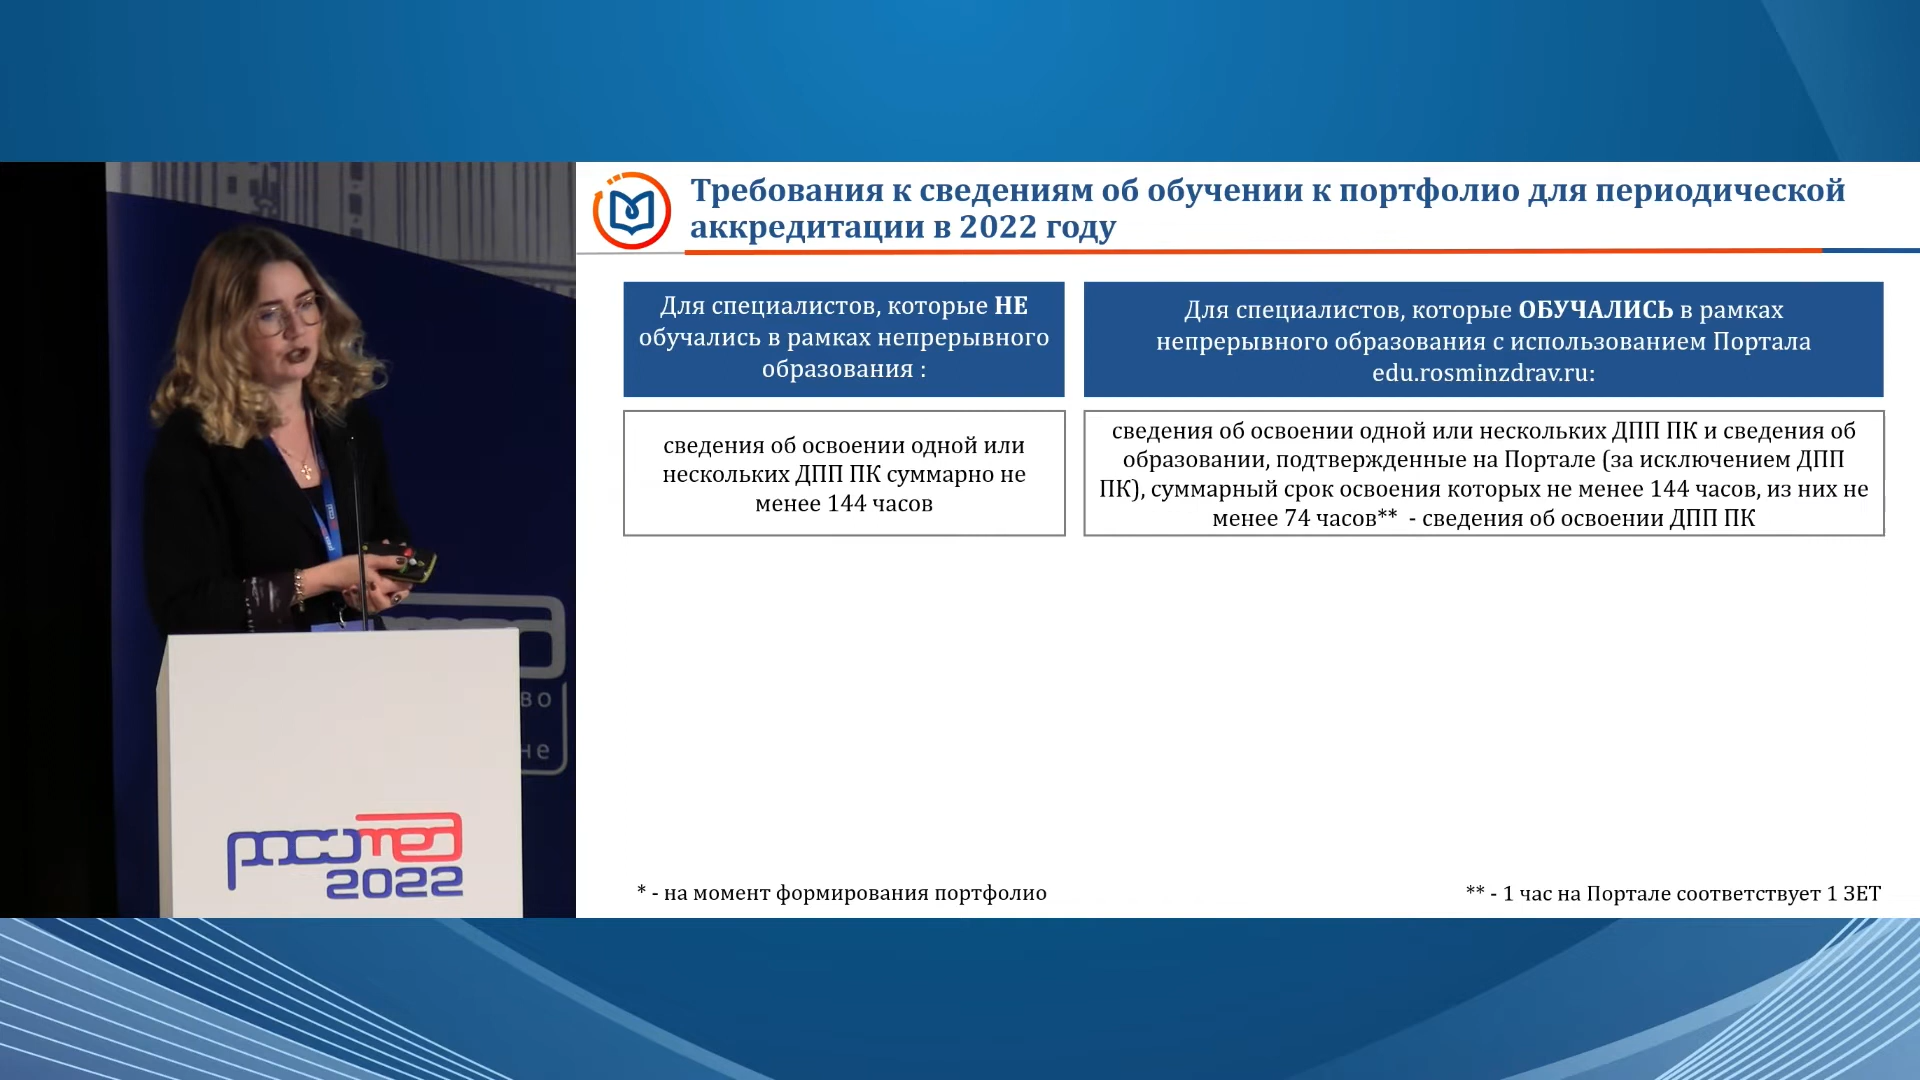 Требования к сведениям об обучении к портфолио для периодической
аккредитации в 2022 году
Для специалистов, которые НЕ
обучались в рамках непрерывного
образования :
сведения об освоении одной или
нескольких ДПП ПК суммарно не
менее 144 часов
Для специалистов, которые ОБУЧАЛИСЬ в рамках
непрерывного образования с использованием Портала
edu.rosminzdrav.ru:
сведения об освоении одной или нескольких ДПП ПК и сведения об
образовании, подтвержденные на Портале (за исключением ДПП
ПК), суммарный срок освоения которых не менее 144 часов, из них не
менее 74 часов** - сведения об освоении ДПП ПК
* - на момент формирования портфолио
** - 1 час на Портале соответствует 1 ЗЕТ
во
не
росомед
2022